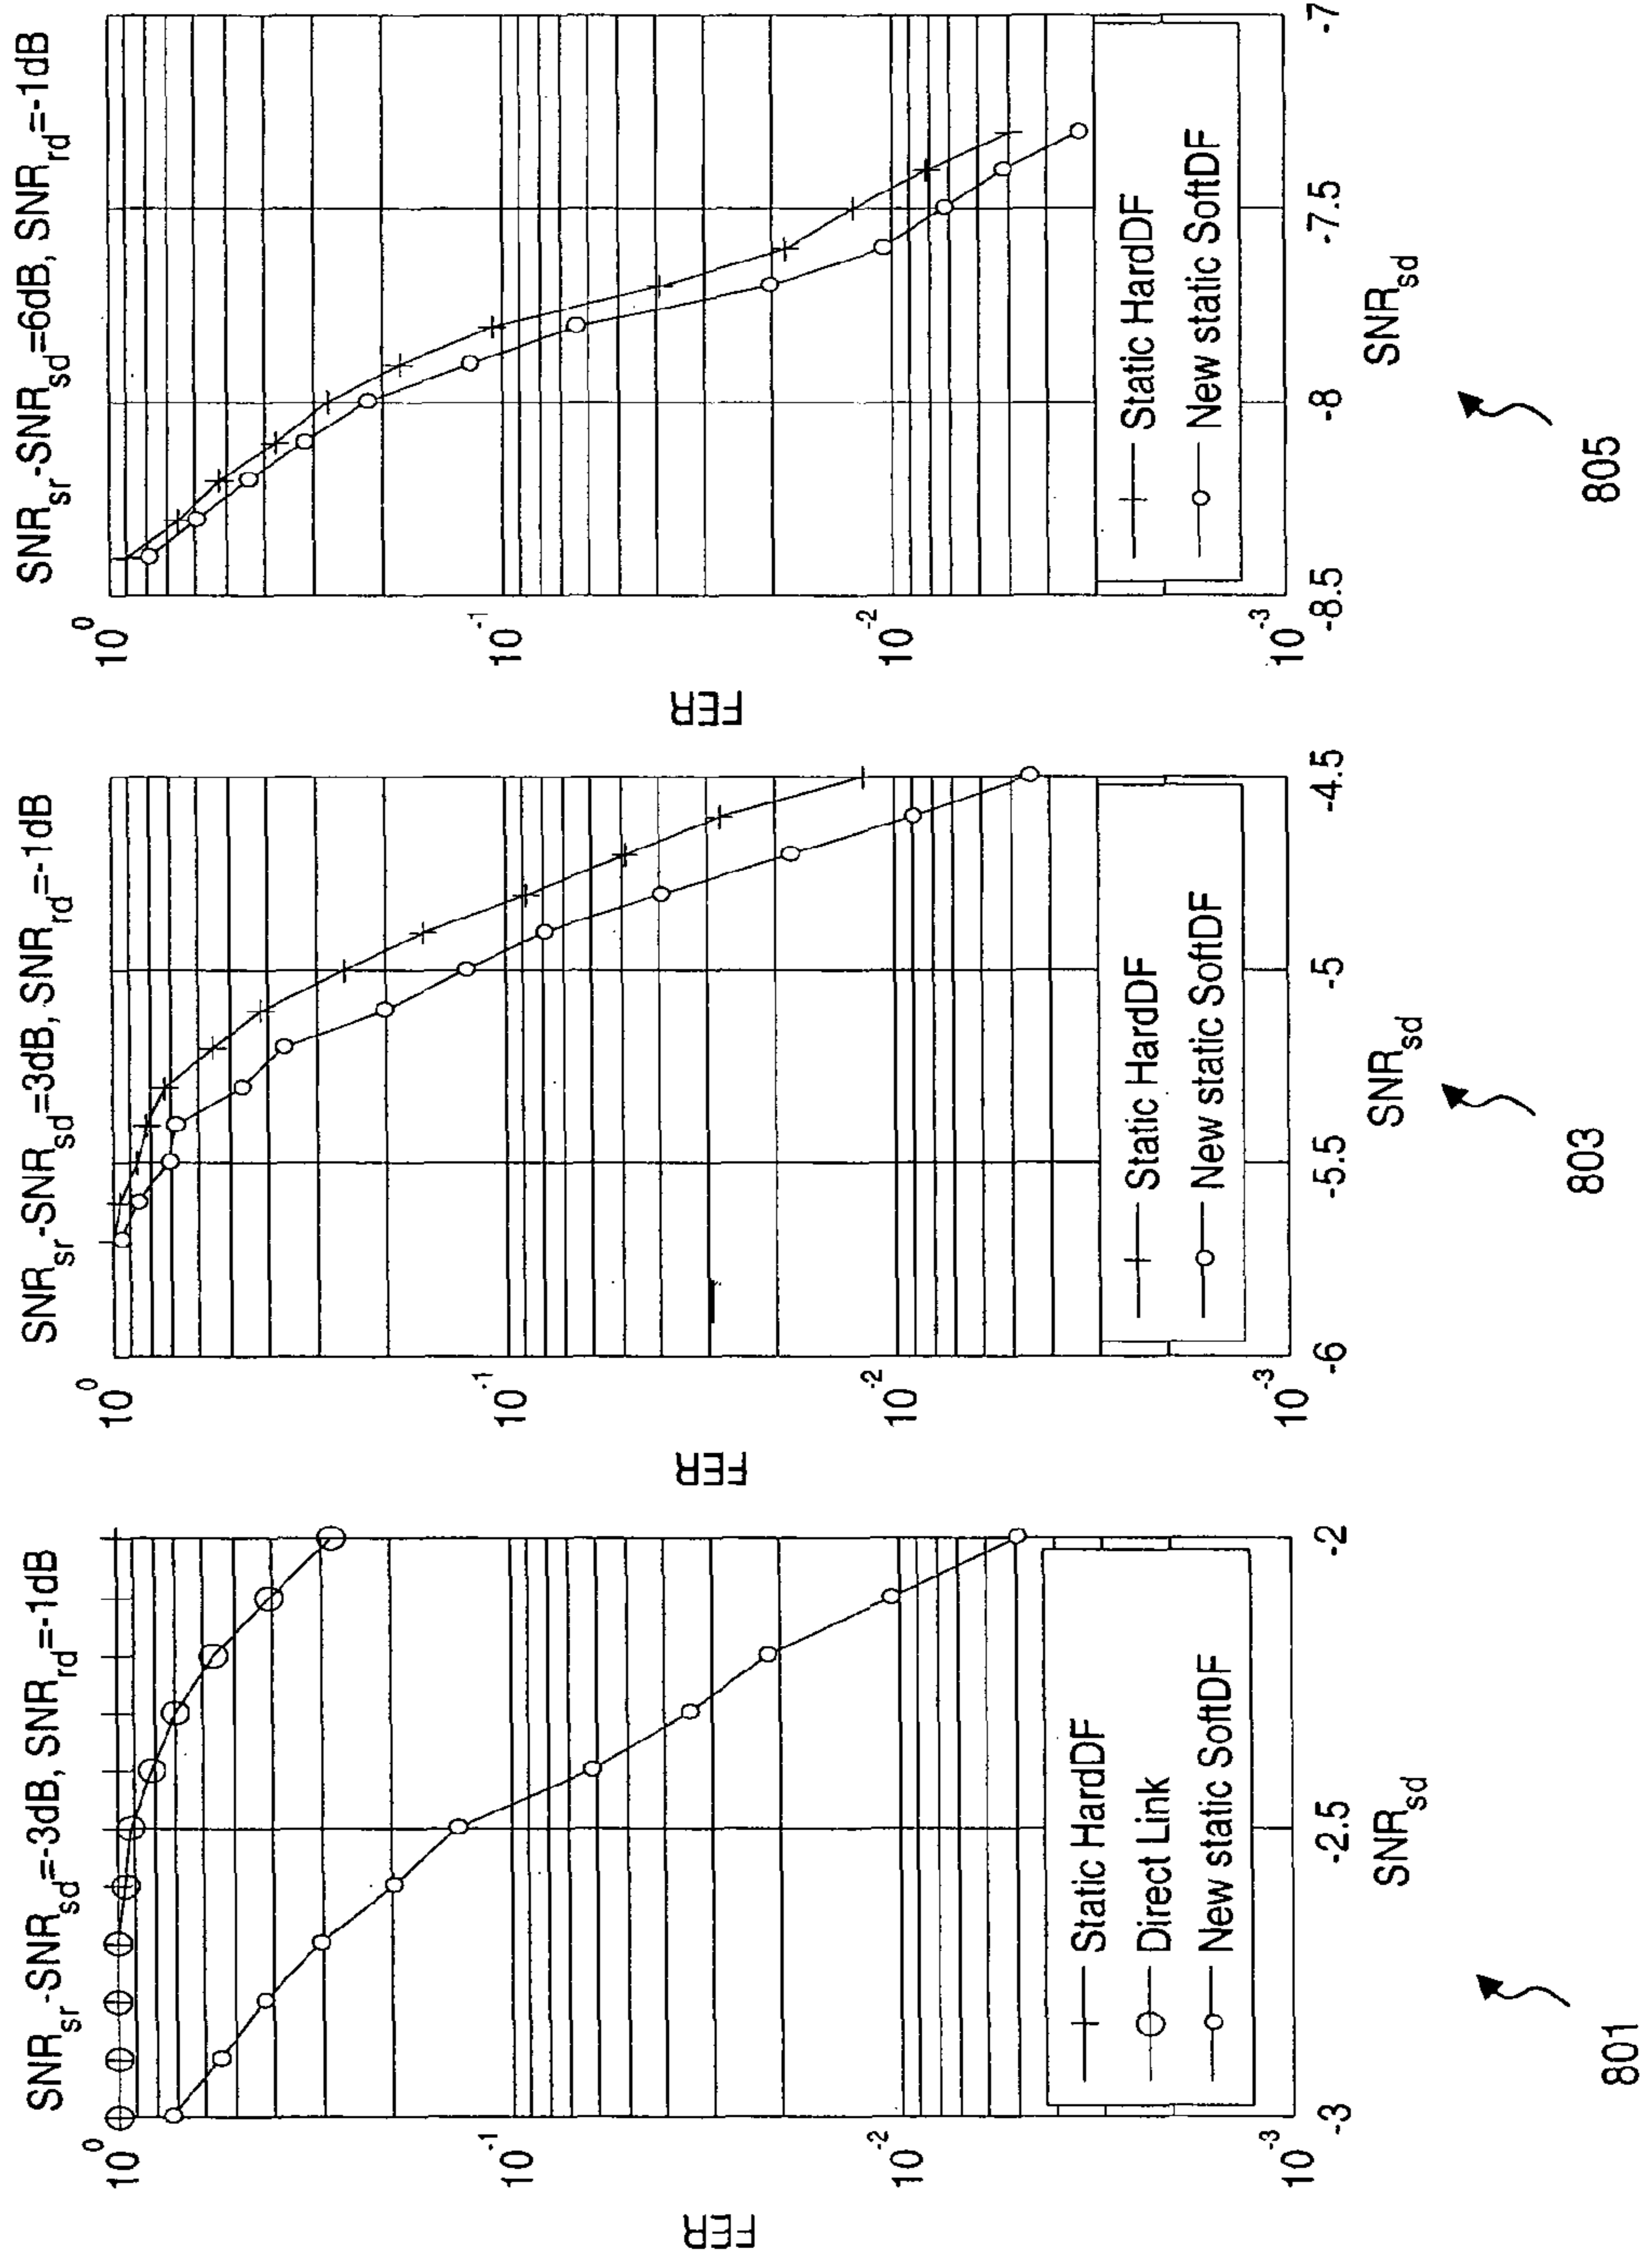 SNRsr-SNRsd=-3dB, SNRrd=-1dB
FER
10^0
10^-1
10^-2
10^-3
-3
-2.5
-2
SNRsd
Static HardDF
Direct Link
New static SoftDF
801
SNRsr-SNRsd=3dB, SNRrd=-1dB
FER
10^0
10^-1
10^-2
10^-3
-6
-5.5
-5
-4.5
SNRsd
Static HardDF
New static SoftDF
803
SNRsr-SNRsd=6dB, SNRrd=-1dB
FER
10^0
10^-1
10^-2
10^-3
-8.5
-8
-7.5
-7
SNRsd
Static HardDF
New static SoftDF
805